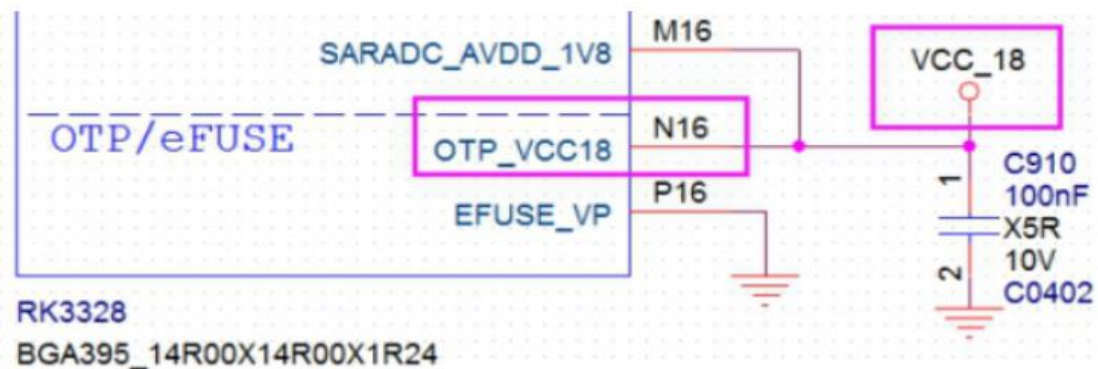 SARADC_AVDD_1V8
M16
VCC_18
OTP/eFUSE
OTP_VCC18
N16
EFUSE_VP
P16
1
2
C910
100nF
X5R
10V
C0402
RK3328
BGA395_14R00X14R00X1R24